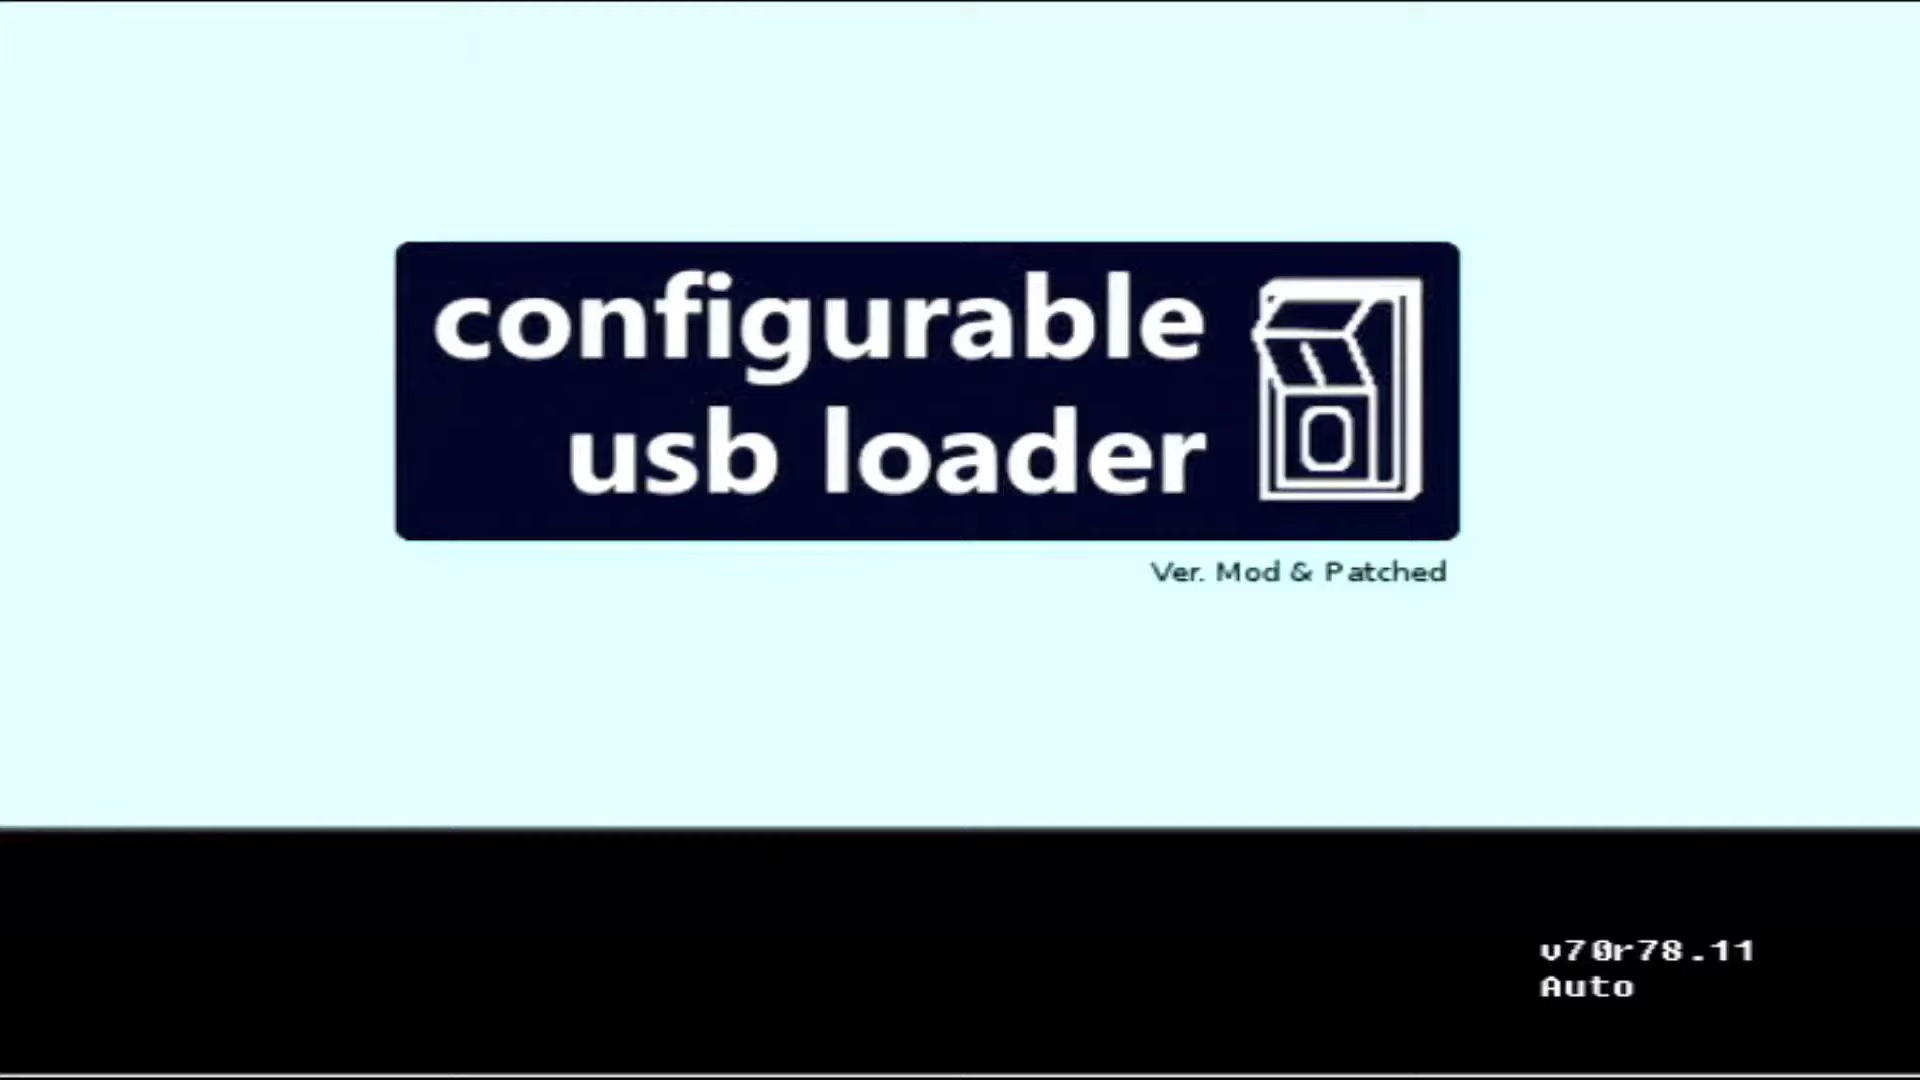 configurable
usb loader
Ver. Mod & Patched
v70r78.11
Auto